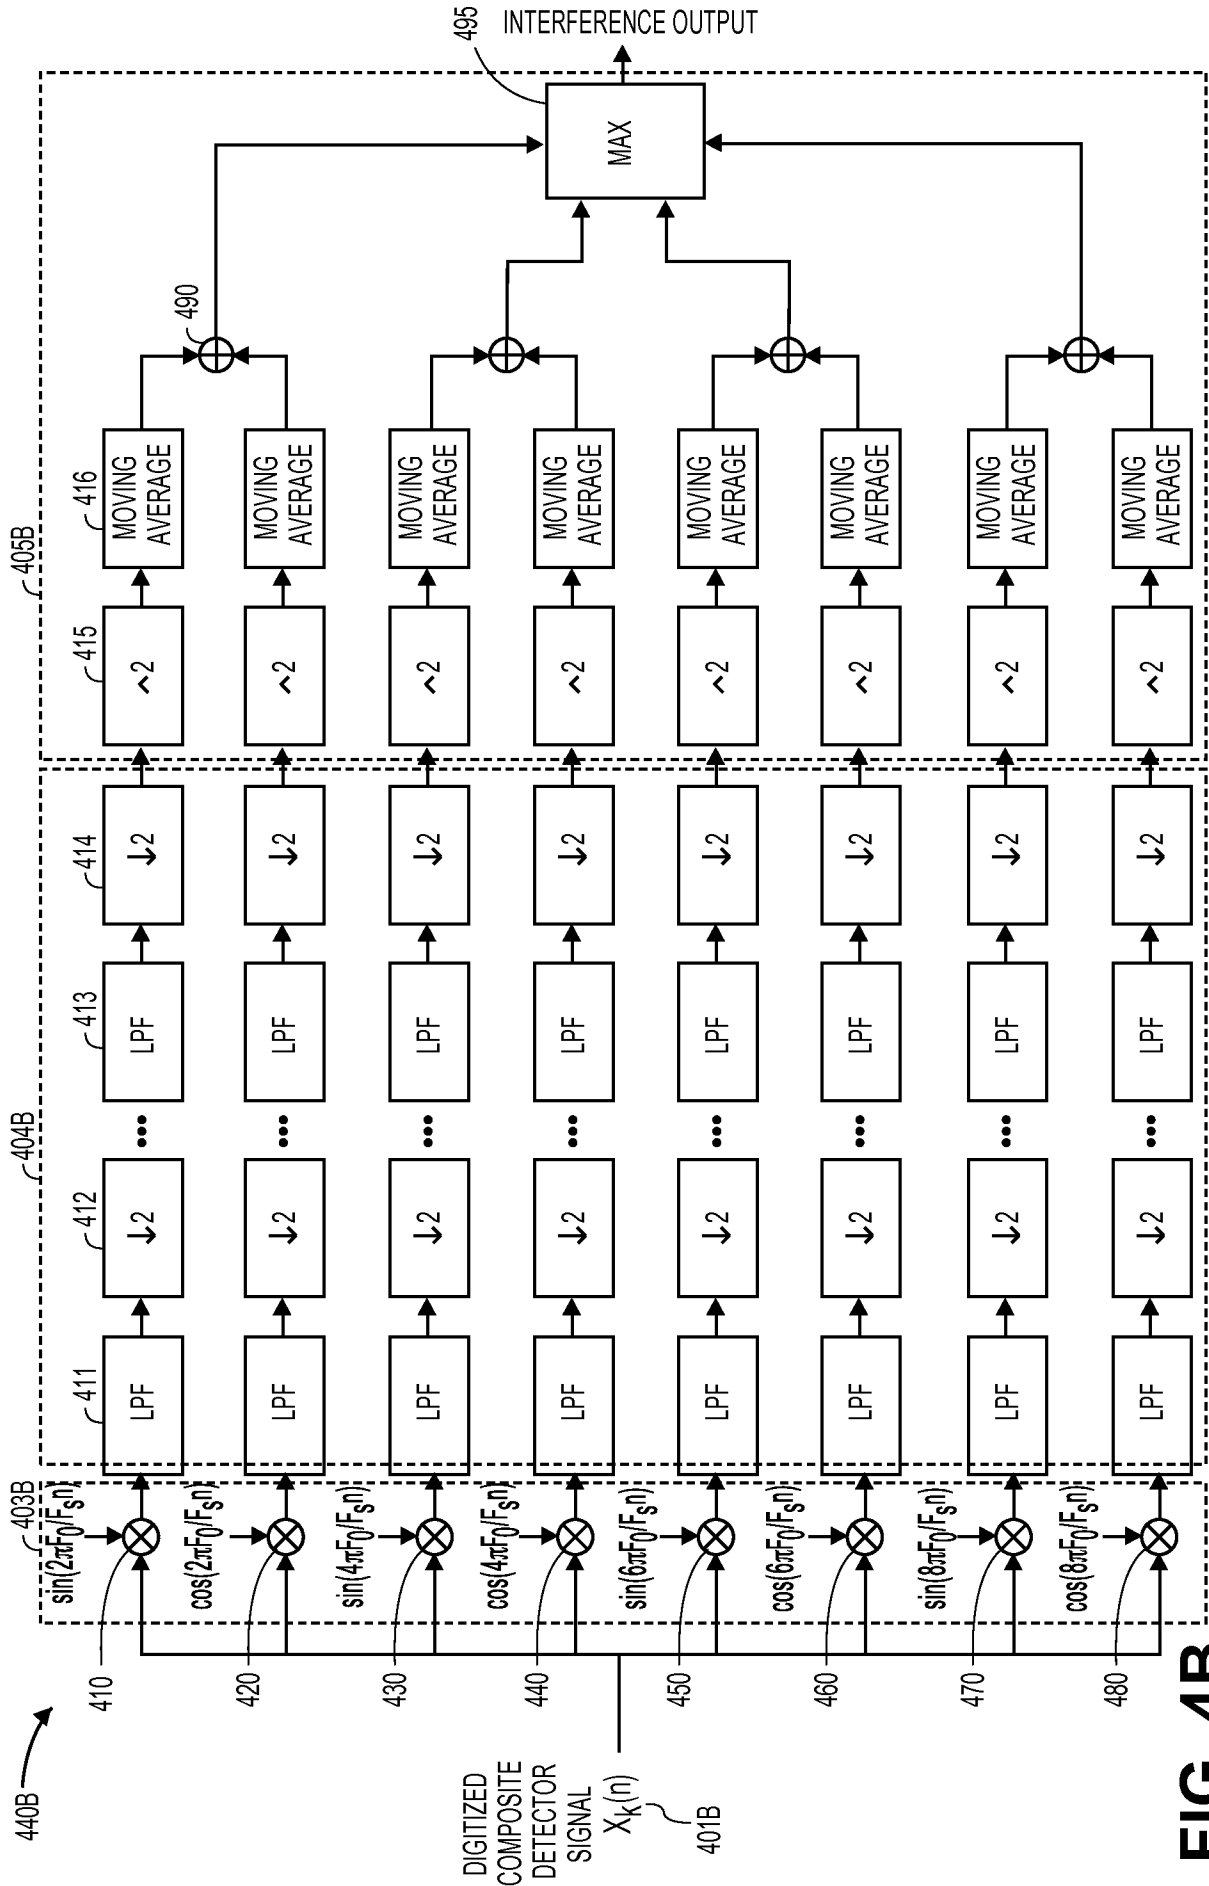 440B
DIGITIZED
COMPOSITE
DETECTOR
SIGNAL
Xk(n)
401B
403B
404B
405B
410
sin(2πF0/Fsn)
411
LPF
412
↓2
•••
413
LPF
414
↓2
415
^2
416
MOVING
AVERAGE
490
420
cos(2πF0/Fsn)
LPF
↓2
•••
LPF
↓2
^2
MOVING
AVERAGE
430
sin(4πF0/Fsn)
LPF
↓2
•••
LPF
↓2
^2
MOVING
AVERAGE
440
cos(4πF0/Fsn)
LPF
↓2
•••
LPF
↓2
^2
MOVING
AVERAGE
450
sin(6πF0/Fsn)
LPF
↓2
•••
LPF
↓2
^2
MOVING
AVERAGE
460
cos(6πF0/Fsn)
LPF
↓2
•••
LPF
↓2
^2
MOVING
AVERAGE
470
sin(8πF0/Fsn)
LPF
↓2
•••
LPF
↓2
^2
MOVING
AVERAGE
480
cos(8πF0/Fsn)
LPF
↓2
•••
LPF
↓2
^2
MOVING
AVERAGE
MAX
495
INTERFERENCE OUTPUT
FIG. 4B